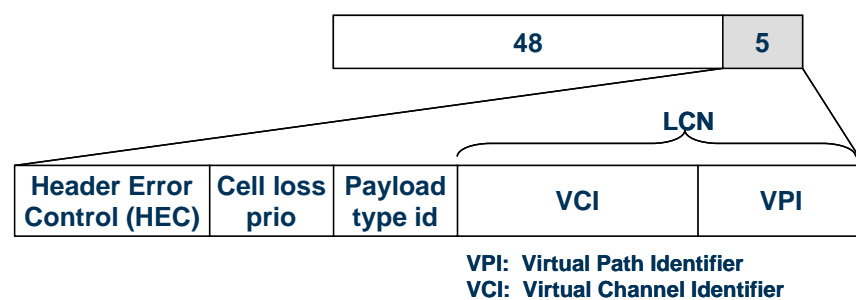 48
5
LCN
Header Error
Control (HEC)
Cell loss
prio
Payload
type id
VCI
VPI
VPI: Virtual Path Identifier
VCI: Virtual Channel Identifier